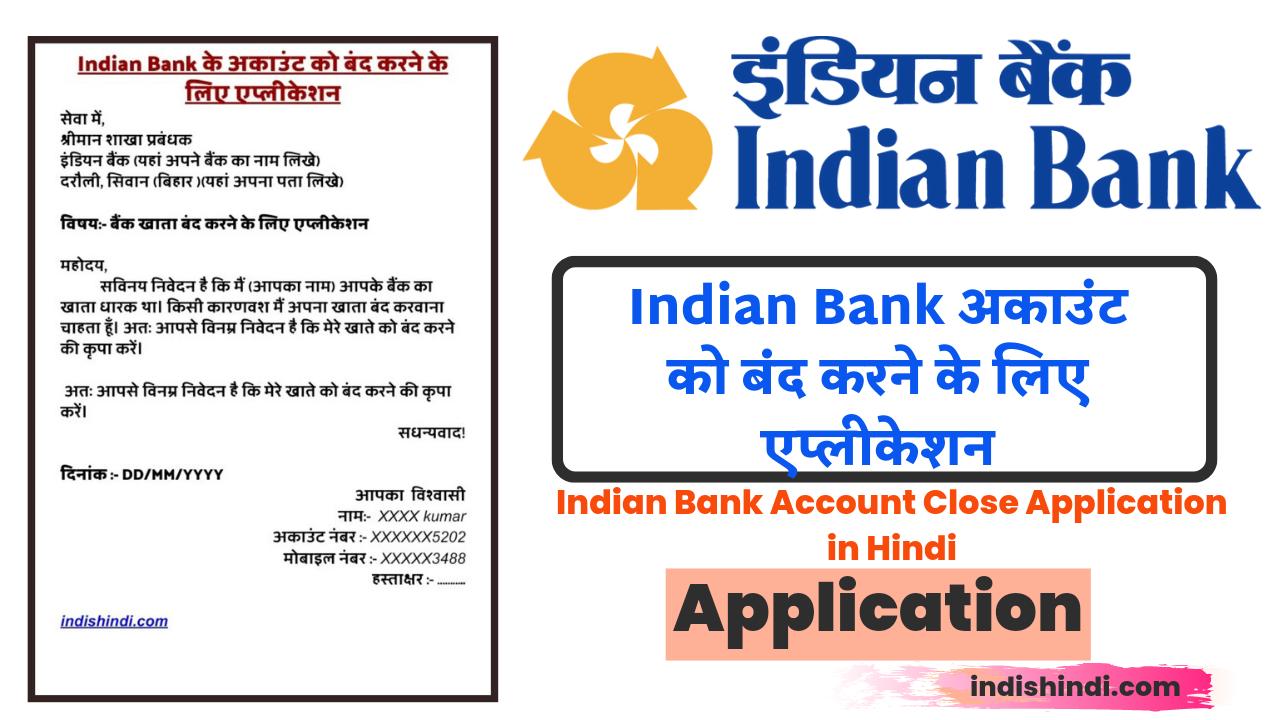 Indian Bank के अकाउंट को बंद करने के
लिए एप्लीकेशन
सेवा में,
श्रीमान शाखा प्रबंधक
इंडियन बैंक (यहां अपने बैंक का नाम लिखे)
दरौली, सिवान (बिहार )(यहां अपना पता लिखे)
विषय:- बैंक खाता बंद करने के लिए एप्लीकेशन
महोदय,
सविनय निवेदन है कि मैं (आपका नाम) आपके बैंक का
खाता धारक था। किसी कारणवश मैं अपना खाता बंद करवाना
चाहता हूँ। अतः आपसे विनम्र निवेदन है कि मेरे खाते को बंद करने
की कृपा करें।
अतः आपसे विनम्र निवेदन है कि मेरे खाते को बंद करने की कृपा
करें।
सधन्यवाद!
दिनांक :- DD/MM/YYYY
आपका विश्वासी
नाम:- XXXX kumar
अकाउंट नंबर :- XXXXXX5202
मोबाइल नंबर :- XXXXX3488
हस्ताक्षर :- ...........
indishindi.com
इंडियन बैंक
Indian Bank
Indian Bank अकाउंट
को बंद करने के लिए
एप्लीकेशन
Indian Bank Account Close Application
in Hindi
Application
indishindi.com